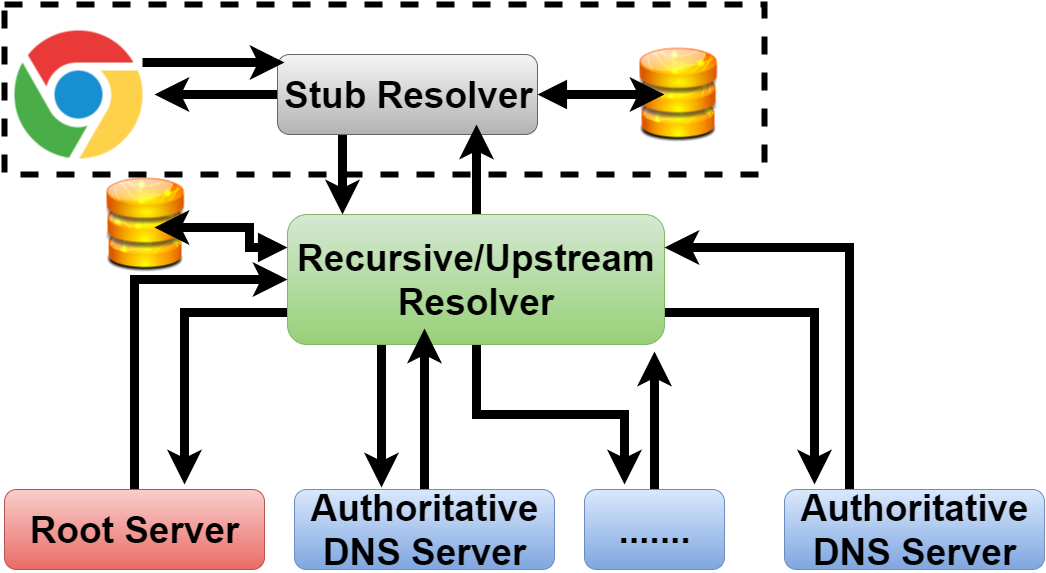 Stub Resolver
Recursive/Upstream
Resolver
Root Server
Authoritative
DNS Server
.......
Authoritative
DNS Server